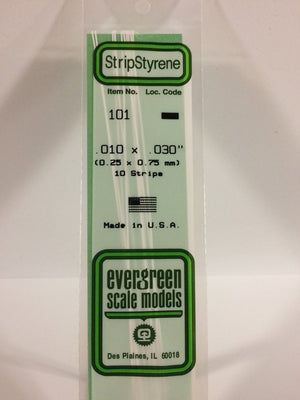 StripStyrene
Item No. Loc. Code
101
.010 x .030"
(0.25 x 0.75 mm)
10 Strips
Made in U.S.A.
evergreen
scale models
Des Plaines, IL 60018